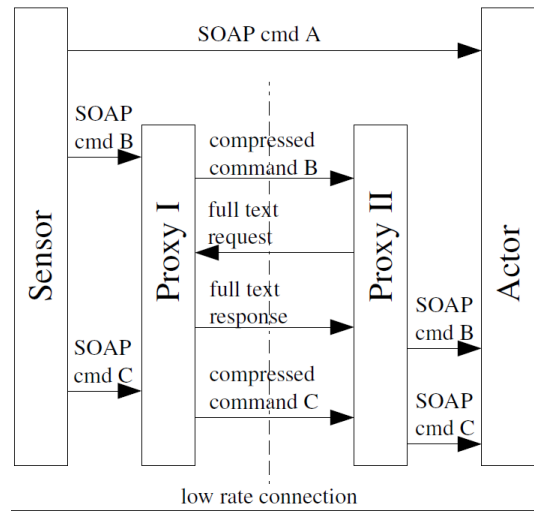 SOAP cmd A
SOAP
cmd B
compressed
command B
full text
request
full text
response
SOAP
cmd B
SOAP
cmd C
compressed
command C
SOAP
cmd C
Sensor
Proxy I
Proxy II
Actor
low rate connection